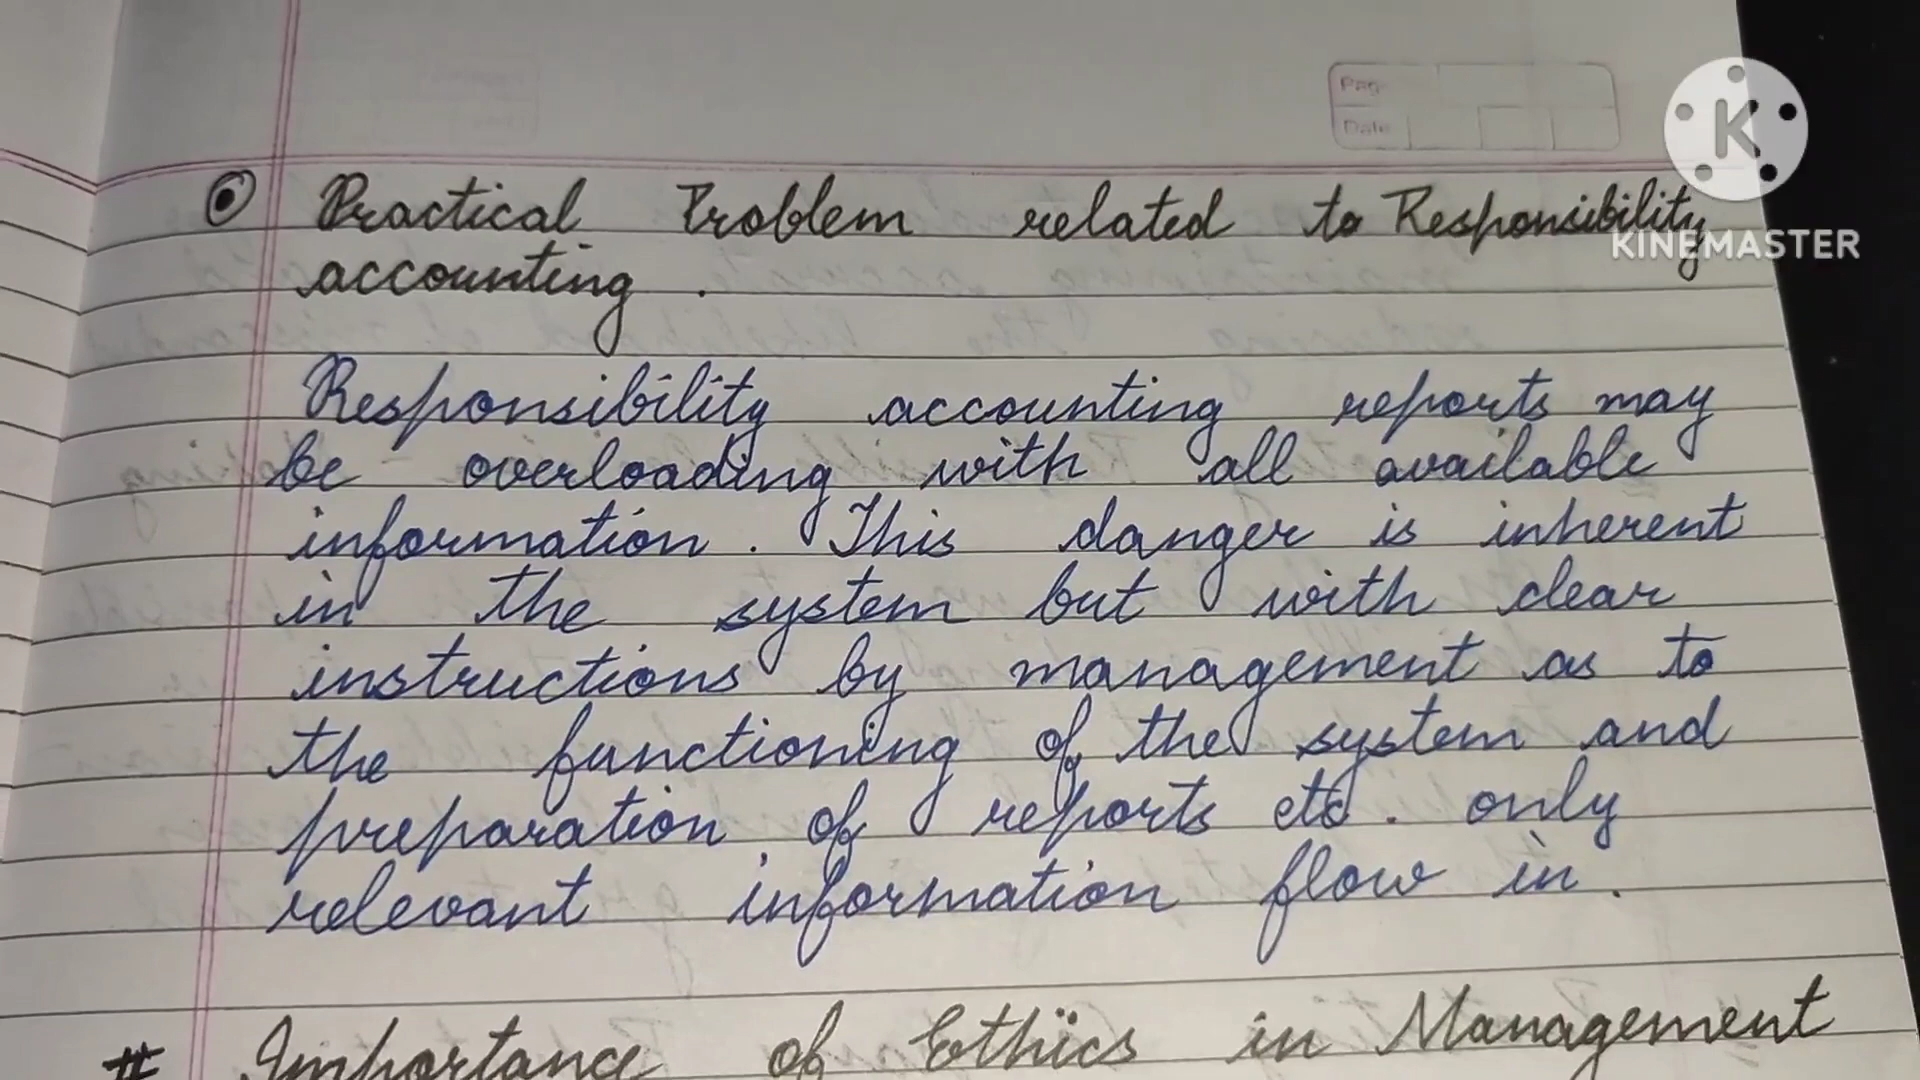 Page
Date
K
KINEMASTER
Practical Problem related to Responsibility
accounting .
Responsibility accounting reports may
be overloading with all available
information. This danger is inherent
in the system but with clear
instructions by management as to
the functioning of the system and
preparation of reports etc. only
relevant information flow in.
# Importance of Ethics in Management